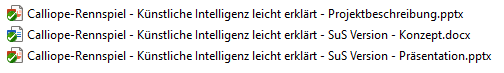 Calliope-Rennspiel - Künstliche Intelligenz leicht erklärt - Projektbeschreibung.pptx
Calliope-Rennspiel - Künstliche Intelligenz leicht erklärt - SuS Version - Konzept.docx
Calliope-Rennspiel - Künstliche Intelligenz leicht erklärt - SuS Version - Präsentation.pptx